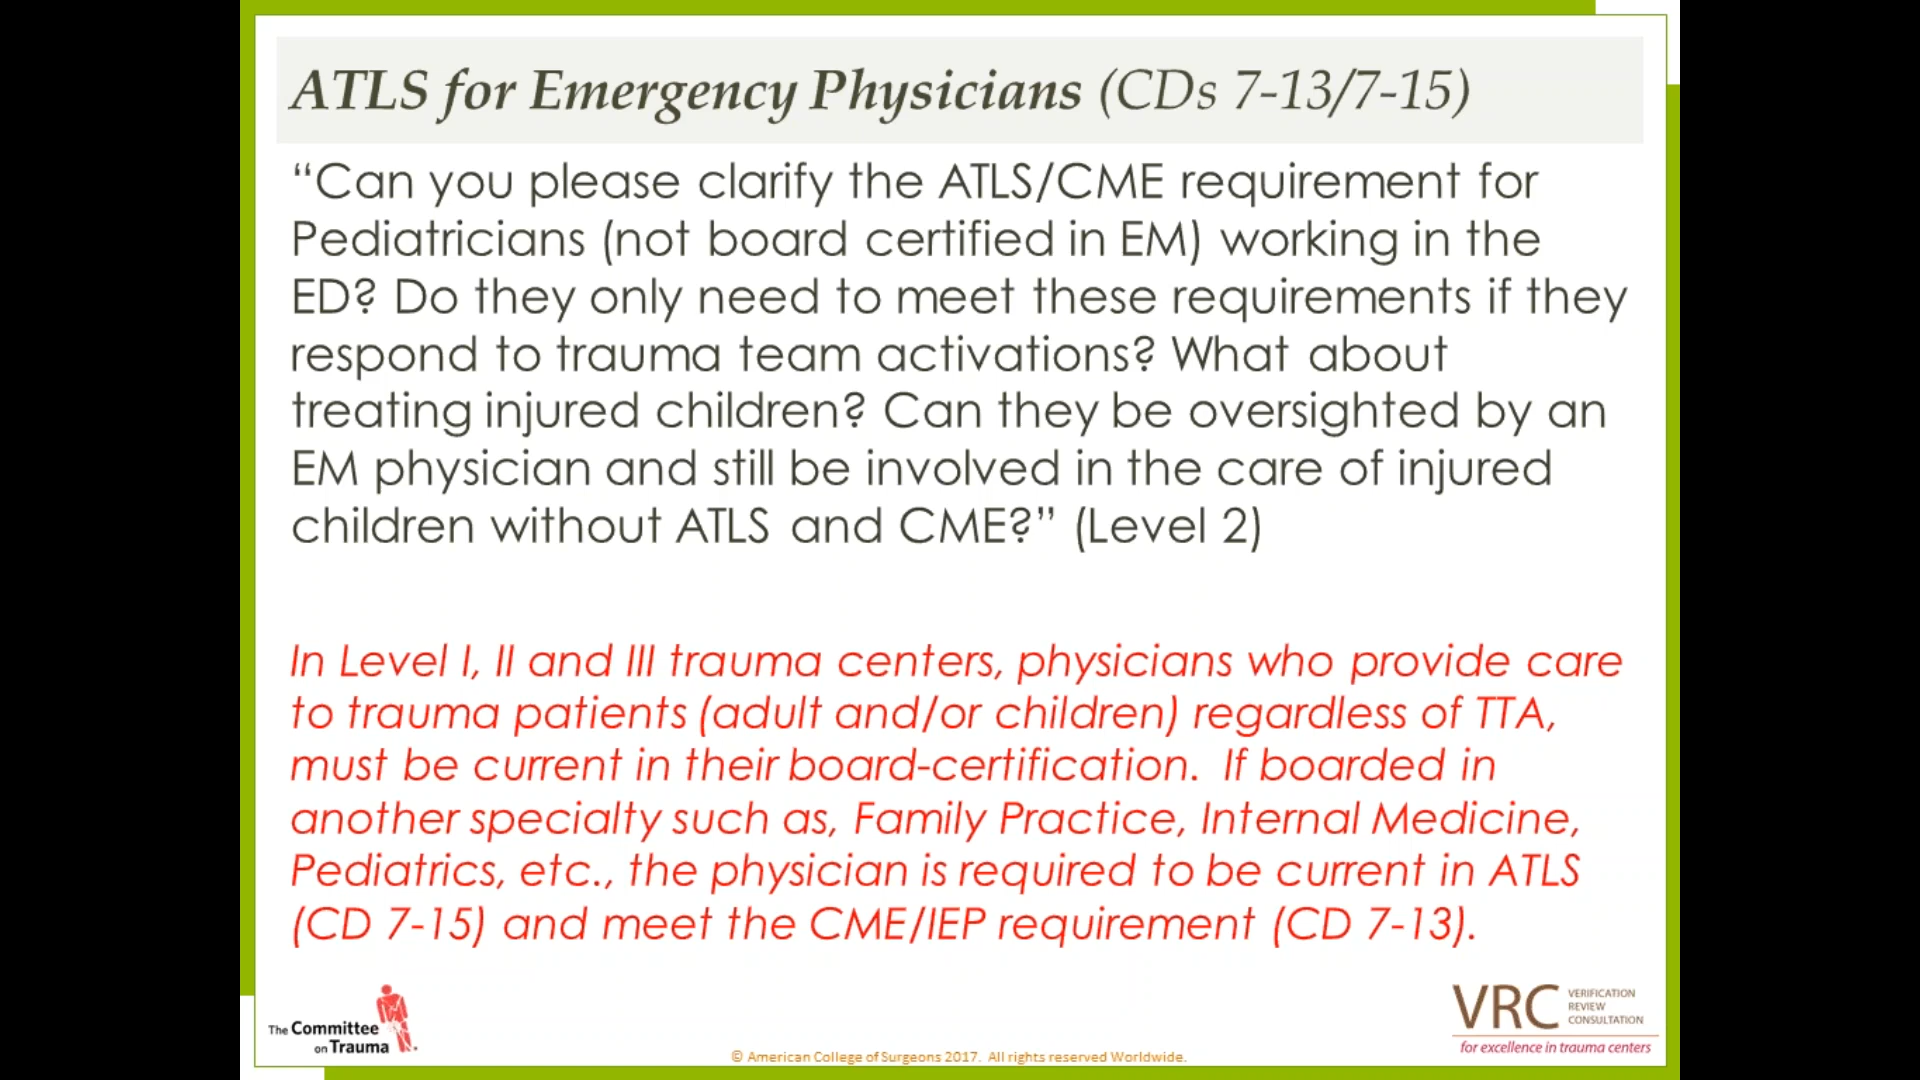 ATLS for Emergency Physicians (CDs 7-13/7-15)
“Can you please clarify the ATLS/CME requirement for
Pediatricians (not board certified in EM) working in the
ED? Do they only need to meet these requirements if they
respond to trauma team activations? What about
treating injured children? Can they be oversighted by an
EM physician and still be involved in the care of injured
children without ATLS and CME?” (Level 2)
In Level I, II and III trauma centers, physicians who provide care
to trauma patients (adult and/or children) regardless of TTA,
must be current in their board-certification. If boarded in
another specialty such as, Family Practice, Internal Medicine,
Pediatrics, etc., the physician is required to be current in ATLS
(CD 7-15) and meet the CME/IEP requirement (CD 7-13).
The Committee
on Trauma
© American College of Surgeons 2017. All rights reserved Worldwide.
VRC
VERIFICATION
REVIEW
CONSULTATION
for excellence in trauma centers